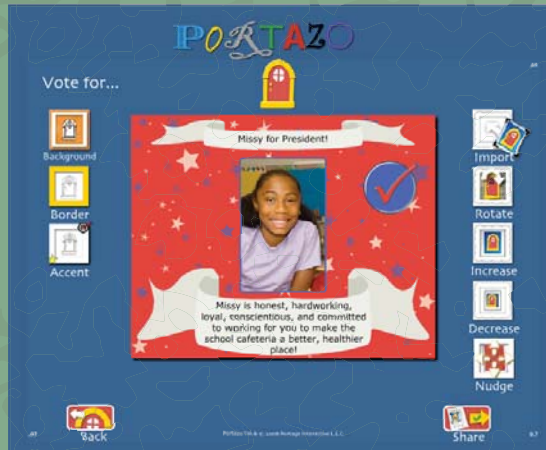 PORTAZO
Vote for...
Missy for President!
Background
Border
Accent
Import
Rotate
Increase
Decrease
Nudge
Missy is honest, hardworking,
loyal, conscientious, and committed
to working for you to make the
school cafeteria a better, healthier
place!
Back
Share